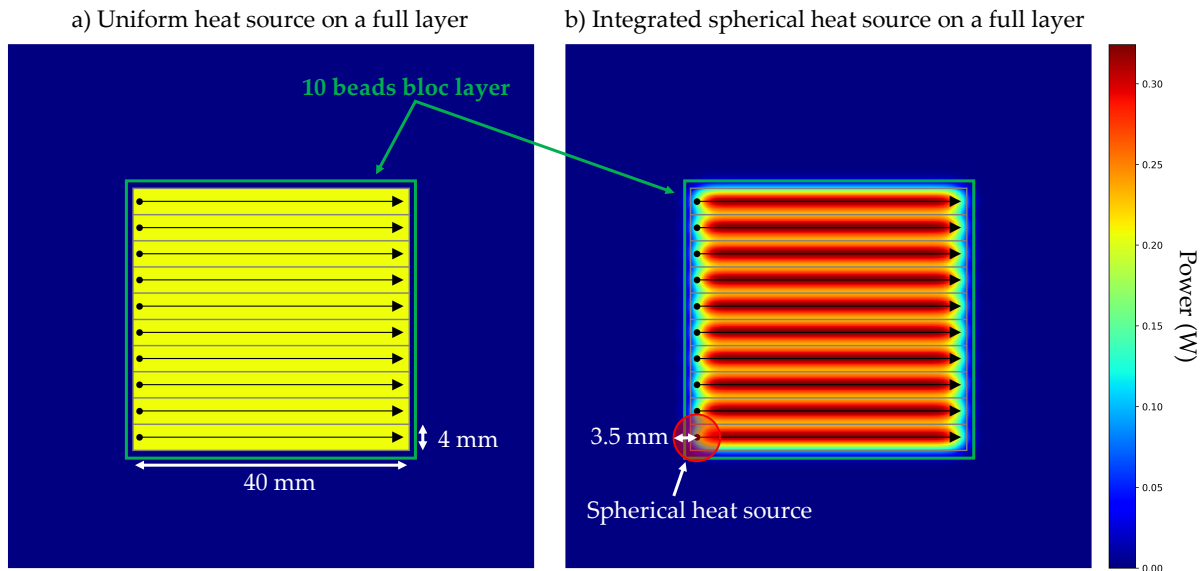 a) Uniform heat source on a full layer
b) Integrated spherical heat source on a full layer
10 beads bloc layer
4 mm
40 mm
3.5 mm
Spherical heat source
0.30
0.25
0.20
0.15
0.10
0.05
0.00
Power (W)